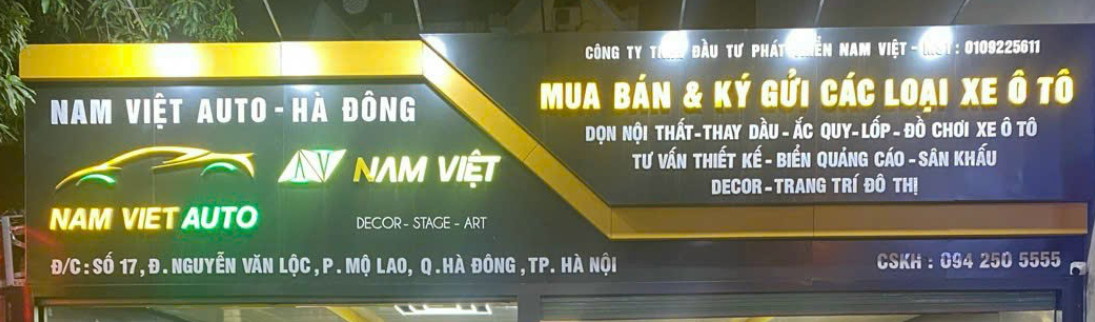 NAM VIỆT AUTO - HÀ ĐÔNG
NAM VIET AUTO
NAM VIỆT
DECOR - STAGE - ART
Đ/C: SỐ 17, Đ. NGUYỄN VĂN LỘC, P. MỘ LAO, Q. HÀ ĐÔNG, TP. HÀ NỘI
CÔNG TY ĐẦU TƯ PHÁT NAM VIỆT - : 0109225611
MUA BÁN & KÝ GỬI CÁC LOẠI XE Ô TÔ
DỌN NỘI THẤT-THAY DẦU-ẮC QUY-LỐP-ĐỒ CHƠI XE Ô TÔ
TƯ VẤN THIẾT KẾ - BIỂN QUẢNG CÁO - SÂN KHẤU
DECOR - TRANG TRÍ ĐÔ THỊ
CSKH : 094 250 5555